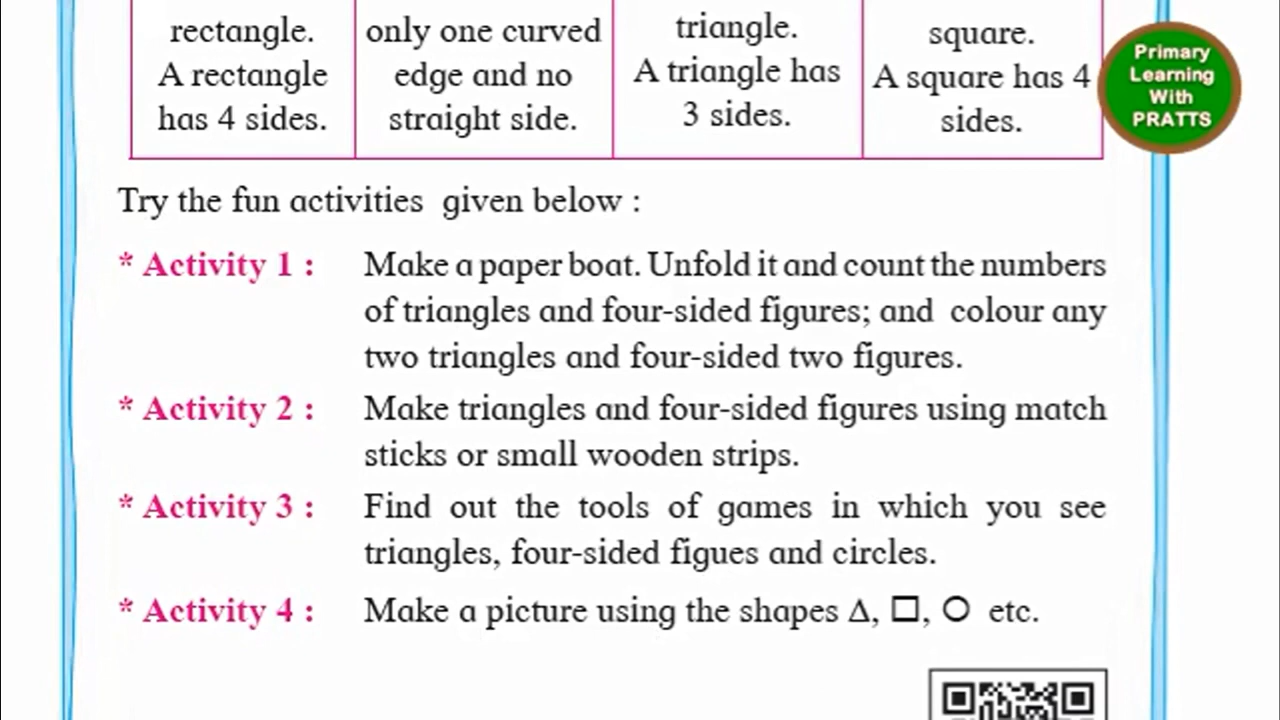 rectangle.
A rectangle
has 4 sides.
only one curved
edge and no
straight side.
triangle.
A triangle has
3 sides.
square.
A square has 4
sides.
Primary
Learning
With
PRATTS
Try the fun activities given below :
* Activity 1 : Make a paper boat. Unfold it and count the numbers
of triangles and four-sided figures; and colour any
two triangles and four-sided two figures.
* Activity 2 : Make triangles and four-sided figures using match
sticks or small wooden strips.
* Activity 3 : Find out the tools of games in which you see
triangles, four-sided figues and circles.
* Activity 4 : Make a picture using the shapes Δ, □, ○ etc.